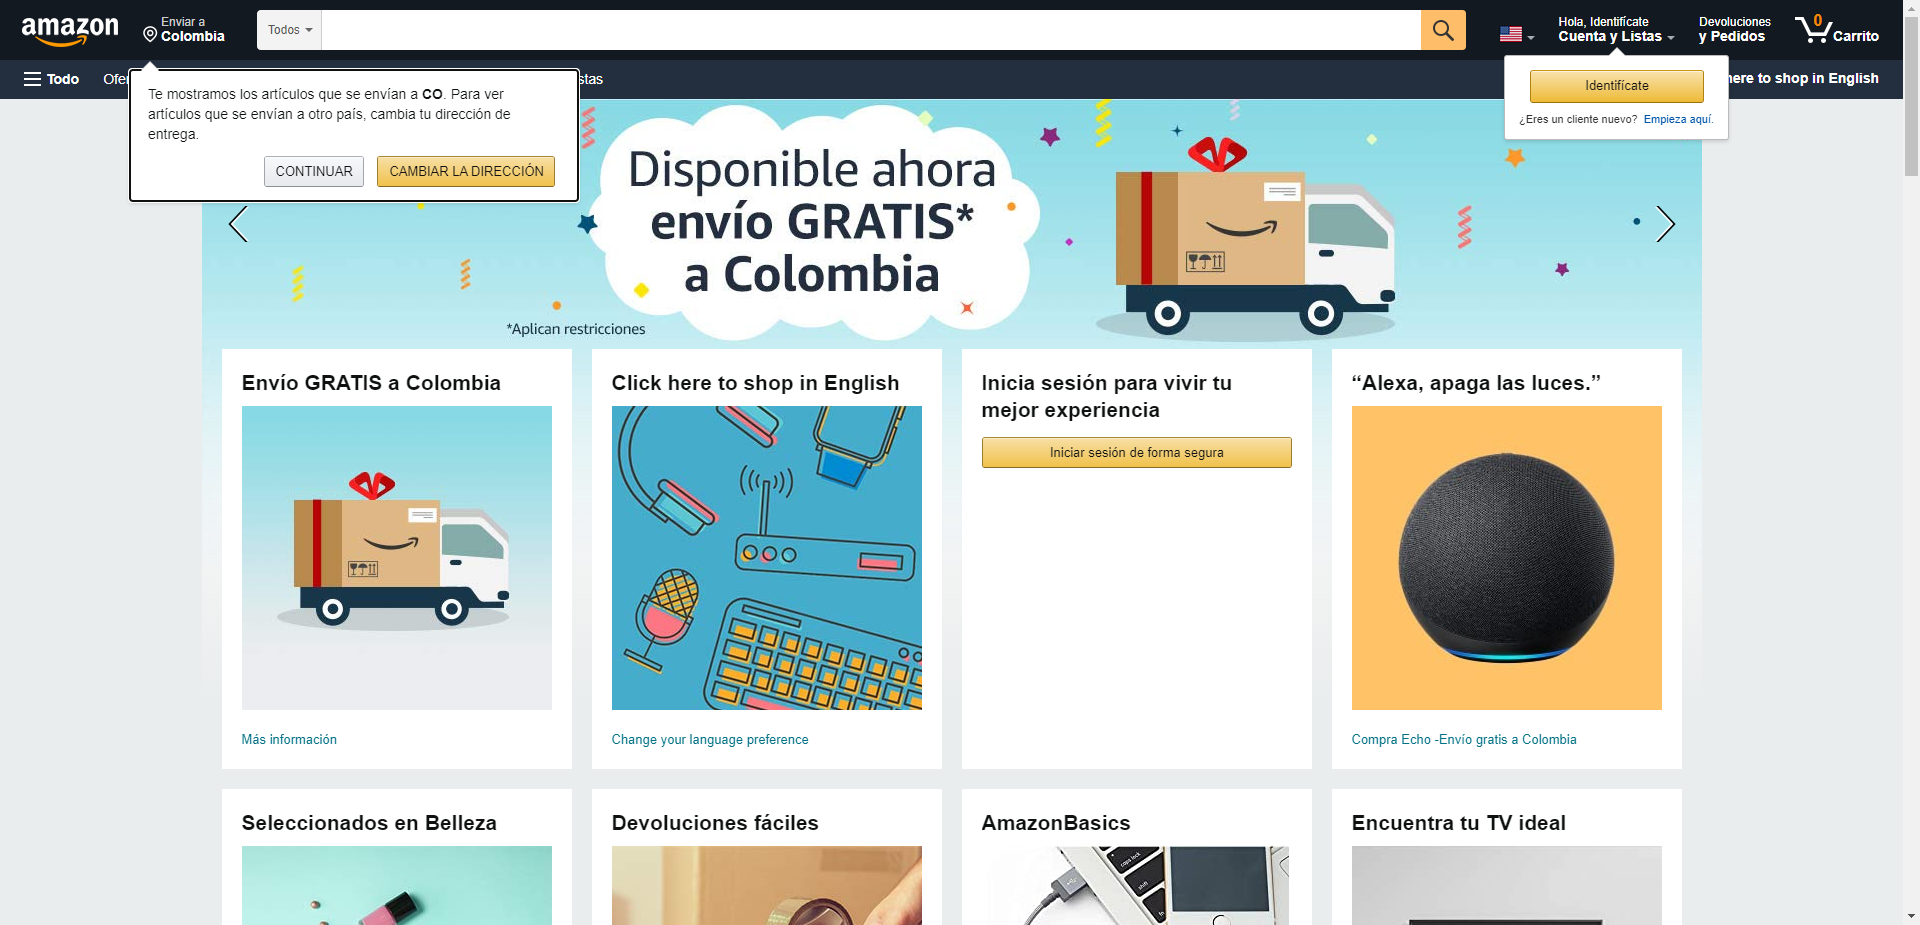 amazon
Enviar a
Colombia
Todos
Hola, Identifícate
Cuenta y Listas
Devoluciones
y Pedidos
0
Carrito
Todo
here to shop in English
Te mostramos los artículos que se envían a CO. Para ver
artículos que se envían a otro país, cambia tu dirección de
entrega.
CONTINUAR
CAMBIAR LA DIRECCIÓN
Identifícate
¿Eres un cliente nuevo? Empieza aquí.
Disponible ahora
envío GRATIS*
a Colombia
*Aplican restricciones
Envío GRATIS a Colombia
Más información
Click here to shop in English
Change your language preference
Inicia sesión para vivir tu
mejor experiencia
Iniciar sesión de forma segura
“Alexa, apaga las luces.”
Compra Echo -Envío gratis a Colombia
Seleccionados en Belleza
Devoluciones fáciles
AmazonBasics
caps lock
shift
fn
Encuentra tu TV ideal